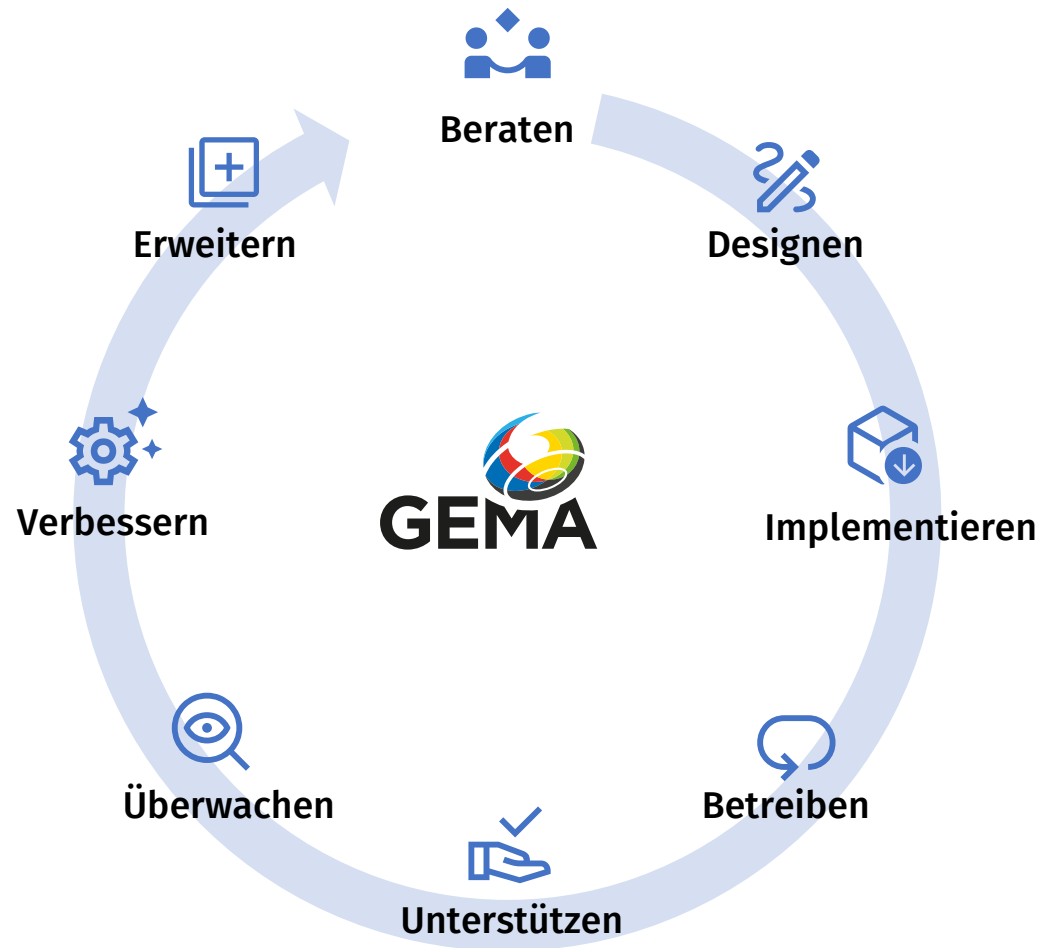 Beraten
Designen
Implementieren
Betreiben
Unterstützen
Überwachen
Verbessern
Erweitern
GEMA